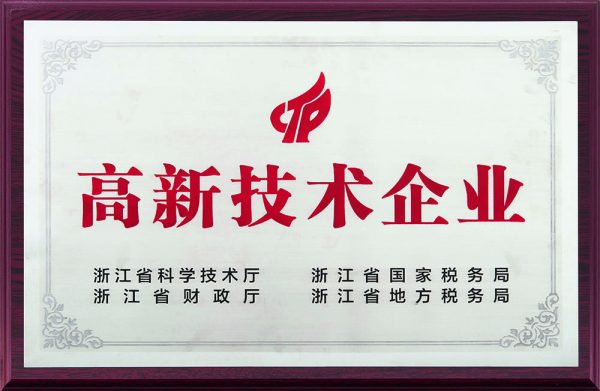 CTP
高新技术企业
浙江省科学技术厅 浙江省国家税务局
浙江省财政厅 浙江省地方税务局